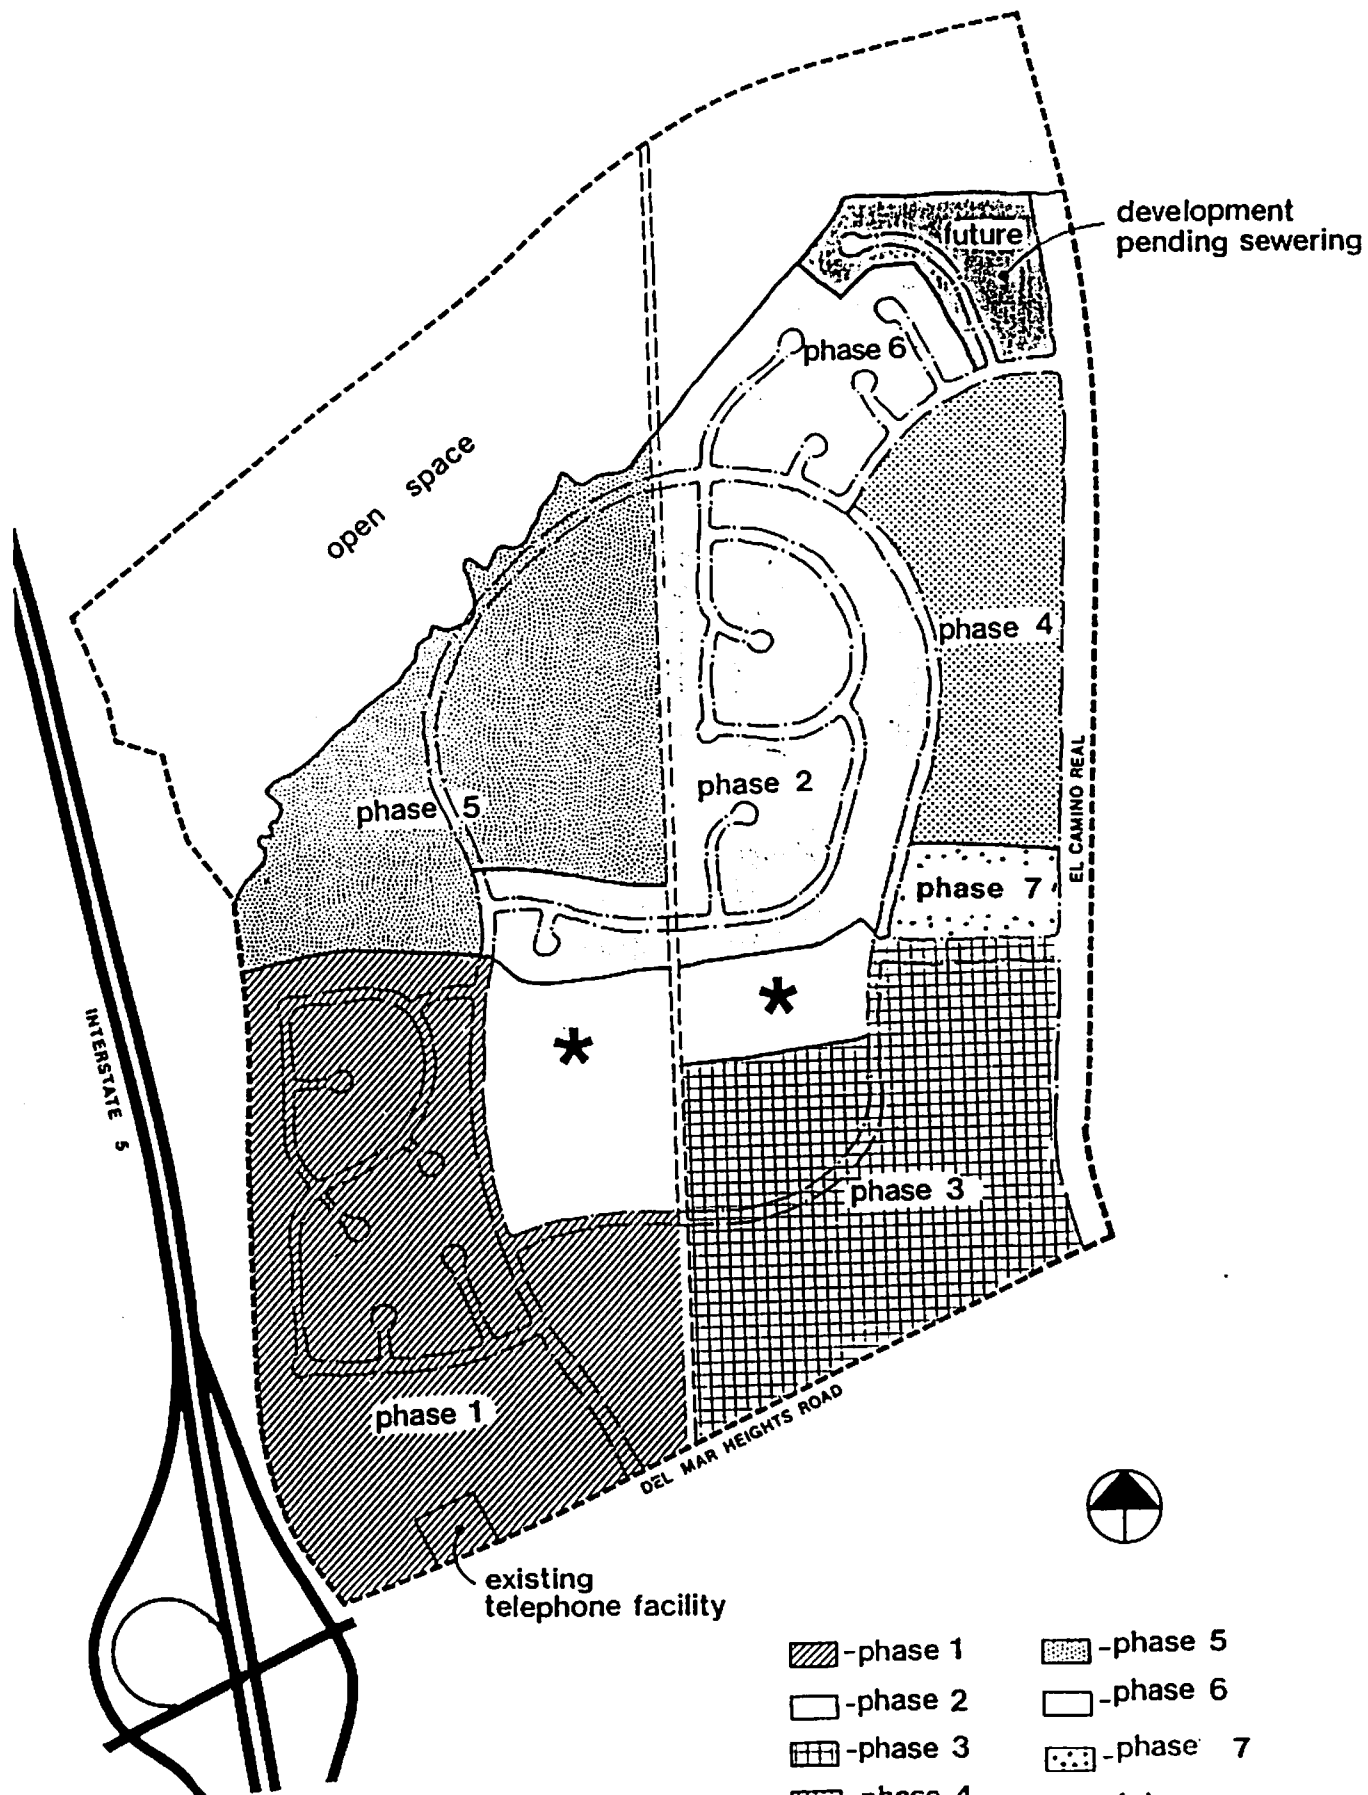 development
pending sewering
future
phase 6
open space
phase 4
EL CAMINO REAL
phase 2
phase 5
phase 7
*
*
INTERSTATE 5
phase 3
phase 1
DEL MAR HEIGHTS ROAD
existing
telephone facility
-phase 1
-phase 2
-phase 3
-phase 5
-phase 6
-phase 7